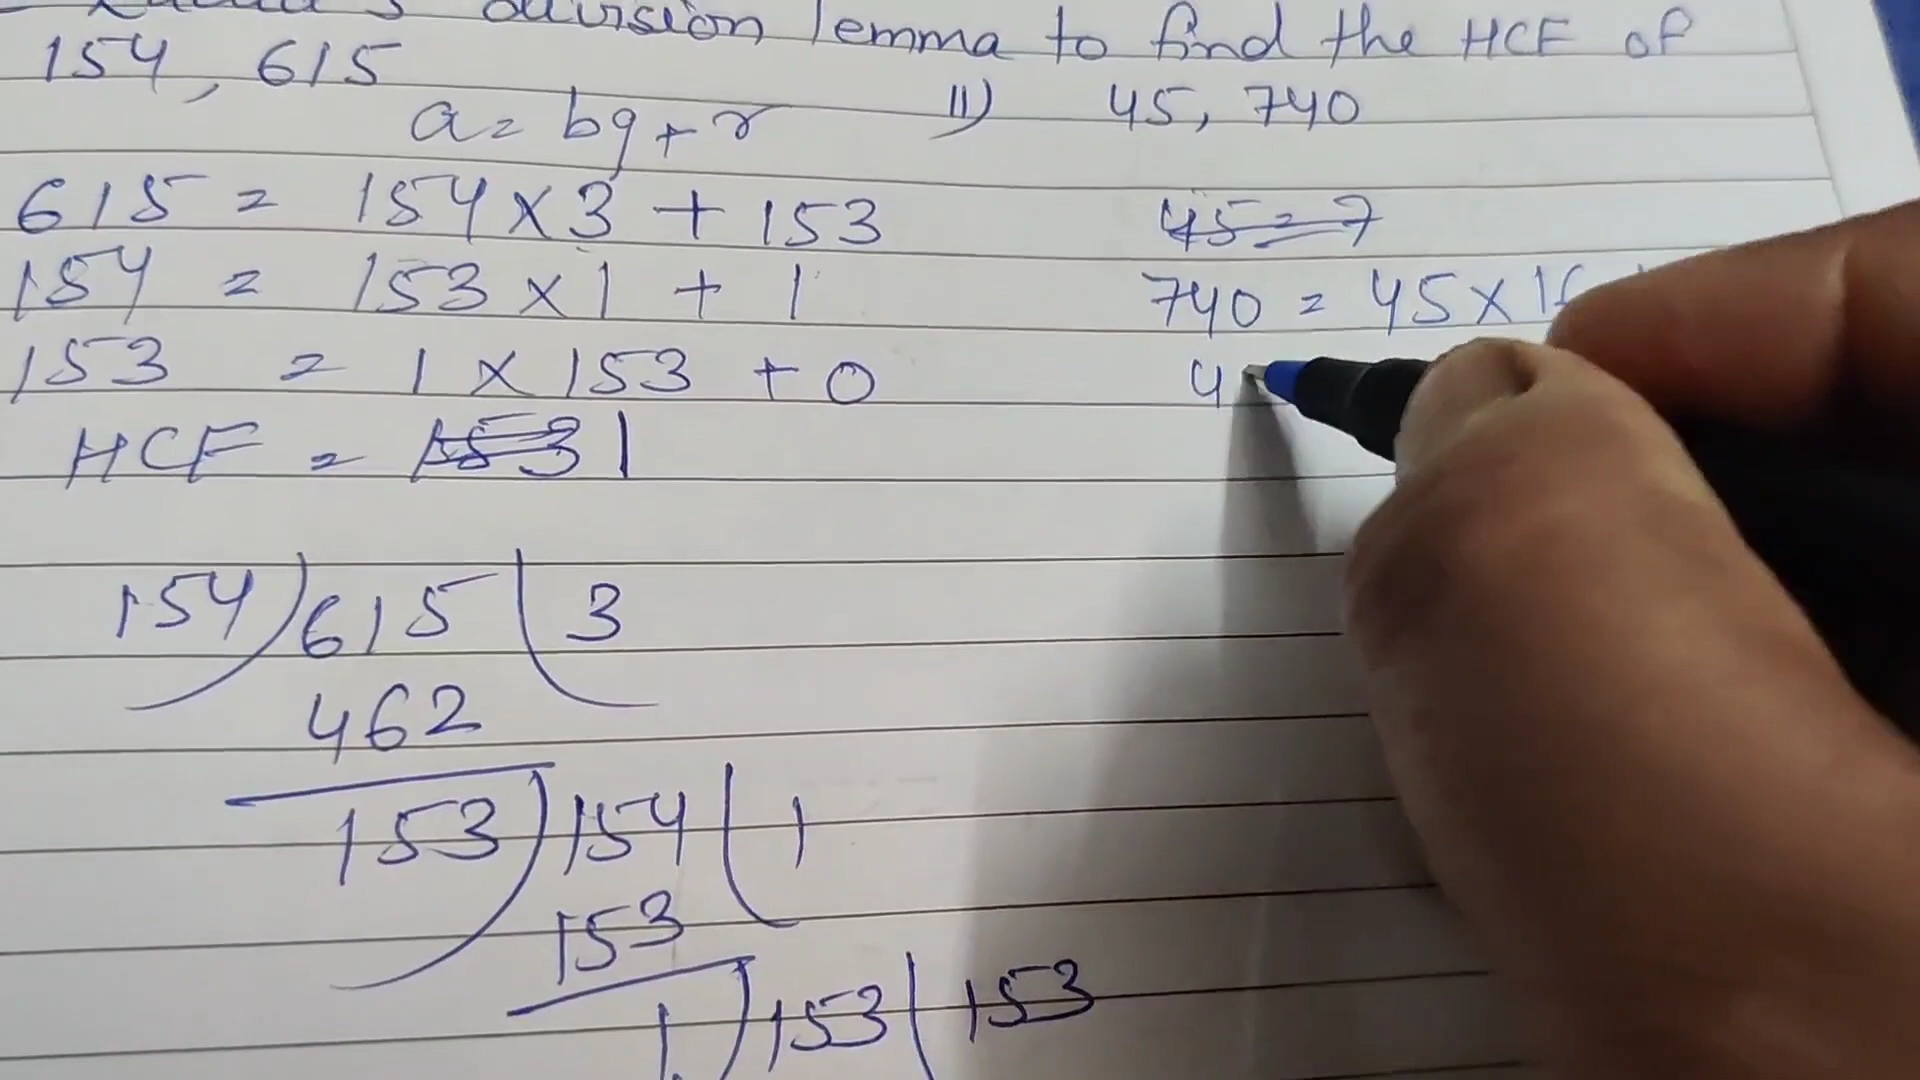 division lemma to find the HCF of
154, 615
a = bq + r
615 = 154 × 3 + 153
154 = 153 × 1 + 1
153 = 1 × 153 + 0
HCF = 153 1
154 ) 615 ( 3
462
153 ) 154 ( 1
153
1 ) 153 ( 153
II) 45, 740
45 = 7
740 = 45 × 16
4